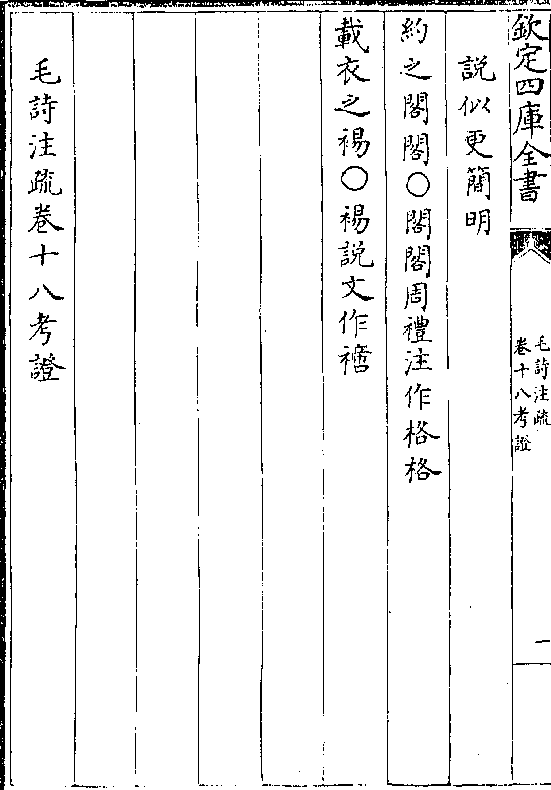 欽定四庫全書
毛詩注疏
卷十八考證
一
說似更簡明
約之閣閣○閣閣周禮注作格格
載衣之裼○裼說文作䙜
毛詩注疏卷十八考證